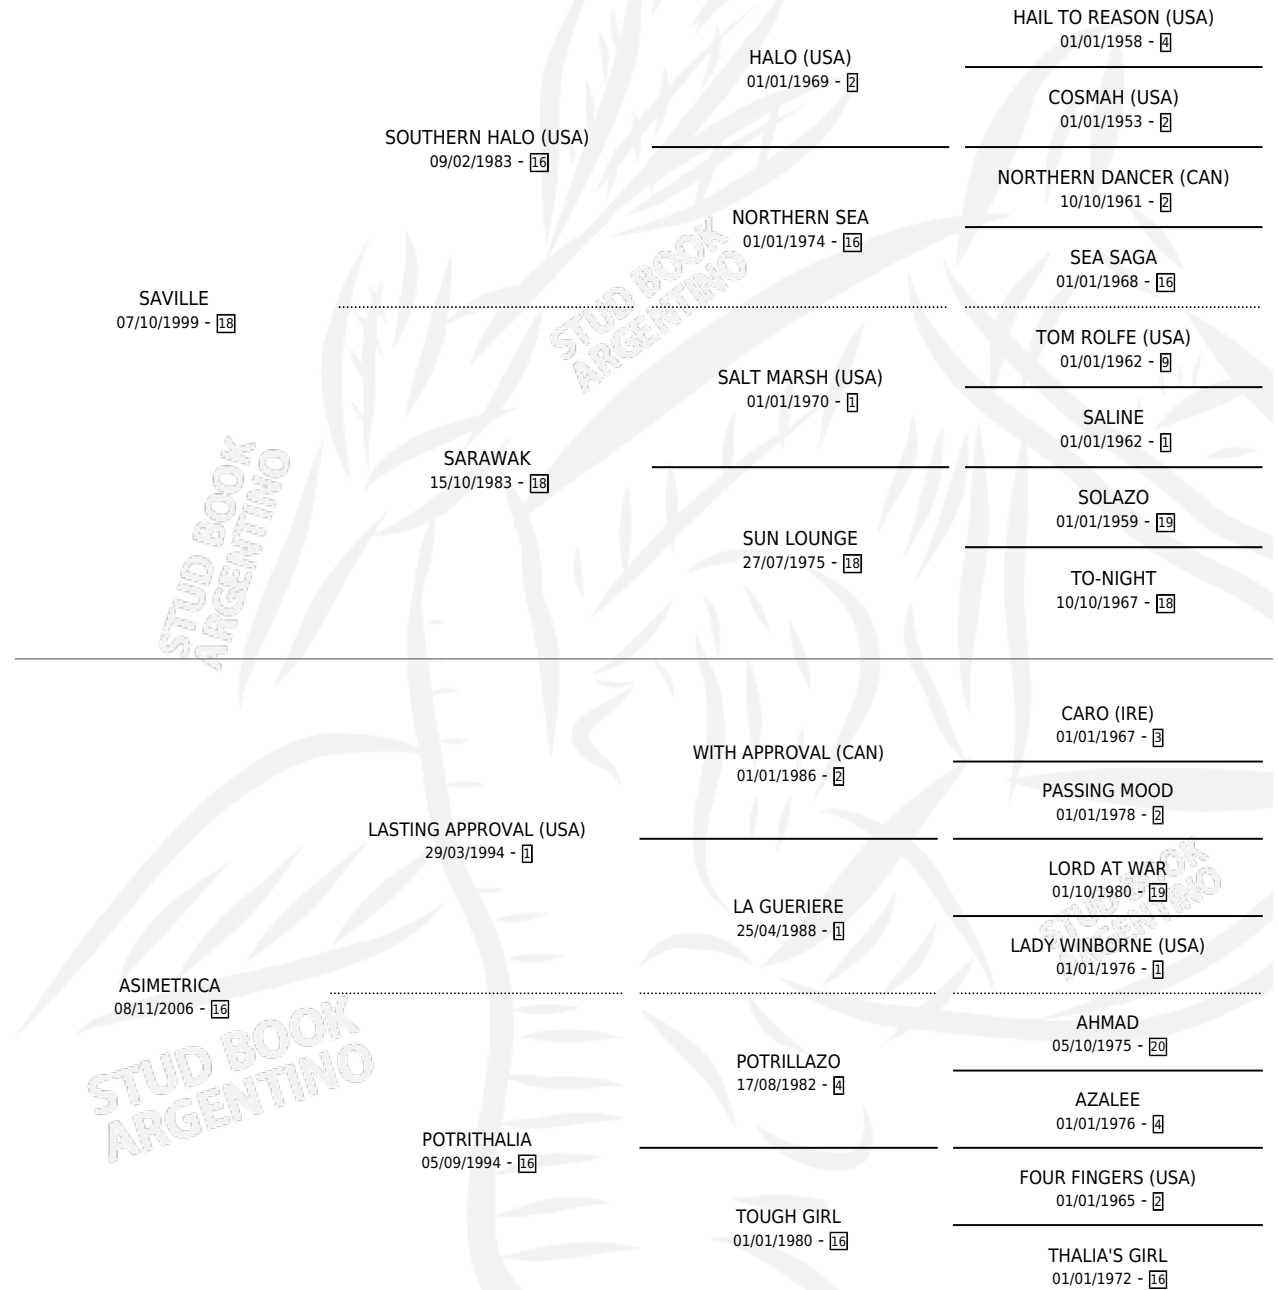 HAIL TO REASON (USA)
01/01/1958 - 4
HALO (USA)
01/01/1969 - 2
COSMAH (USA)
01/01/1953 - 2
SOUTHERN HALO (USA)
09/02/1983 - 16
NORTHERN DANCER (CAN)
10/10/1961 - 2
NORTHERN SEA
01/01/1974 - 16
SEA SAGA
01/01/1968 - 16
SAVILLE
07/10/1999 - 18
STUD BOOK
ARGENTINO
TOM ROLFE (USA)
01/01/1962 - 9
SALT MARSH (USA)
01/01/1970 - 1
SALINE
01/01/1962 - 1
SARAWAK
15/10/1983 - 18
SOLAZO
01/01/1959 - 19
SUN LOUNGE
27/07/1975 - 18
TO-NIGHT
10/10/1967 - 18
STUD BOOK
ARGENTINO
CARO (IRE)
01/01/1967 - 3
WITH APPROVAL (CAN)
01/01/1986 - 2
PASSING MOOD
01/01/1978 - 2
LASTING APPROVAL (USA)
29/03/1994 - 1
LORD AT WAR
01/10/1980 - 19
LA GUERIERE
25/04/1988 - 1
STUD BOOK
ARGENTINO
LADY WINBORNE (USA)
01/01/1976 - 1
ASIMETRICA
08/11/2006 - 16
AHMAD
05/10/1975 - 20
POTRILLAZO
17/08/1982 - 4
STUD BOOK
ARGENTINO
AZALEE
01/01/1976 - 4
POTRITHALIA
05/09/1994 - 16
FOUR FINGERS (USA)
01/01/1965 - 2
TOUGH GIRL
01/01/1980 - 16
THALIA'S GIRL
01/01/1972 - 16